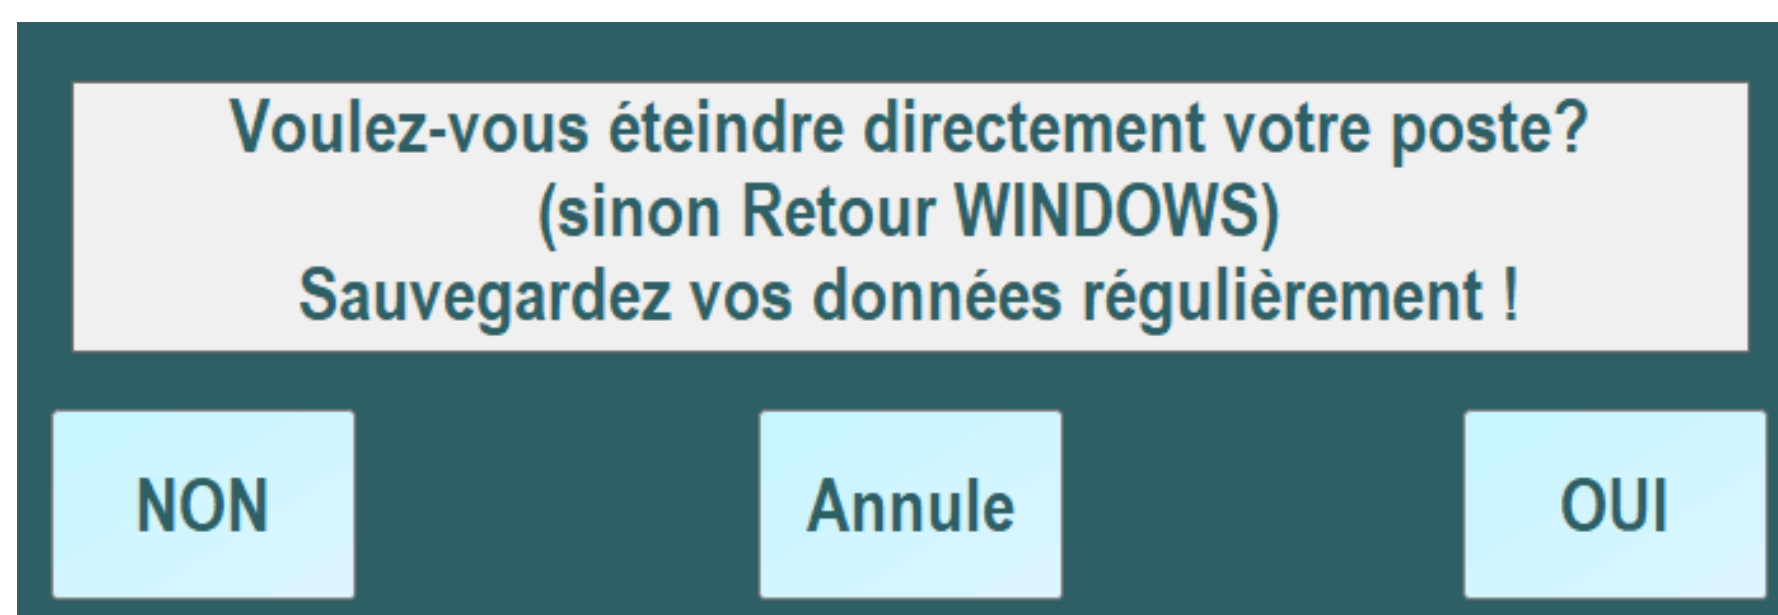 Voulez-vous éteindre directement votre poste?
(sinon Retour WINDOWS)
Sauvegardez vos données régulièrement !
NON
Annule
OUI